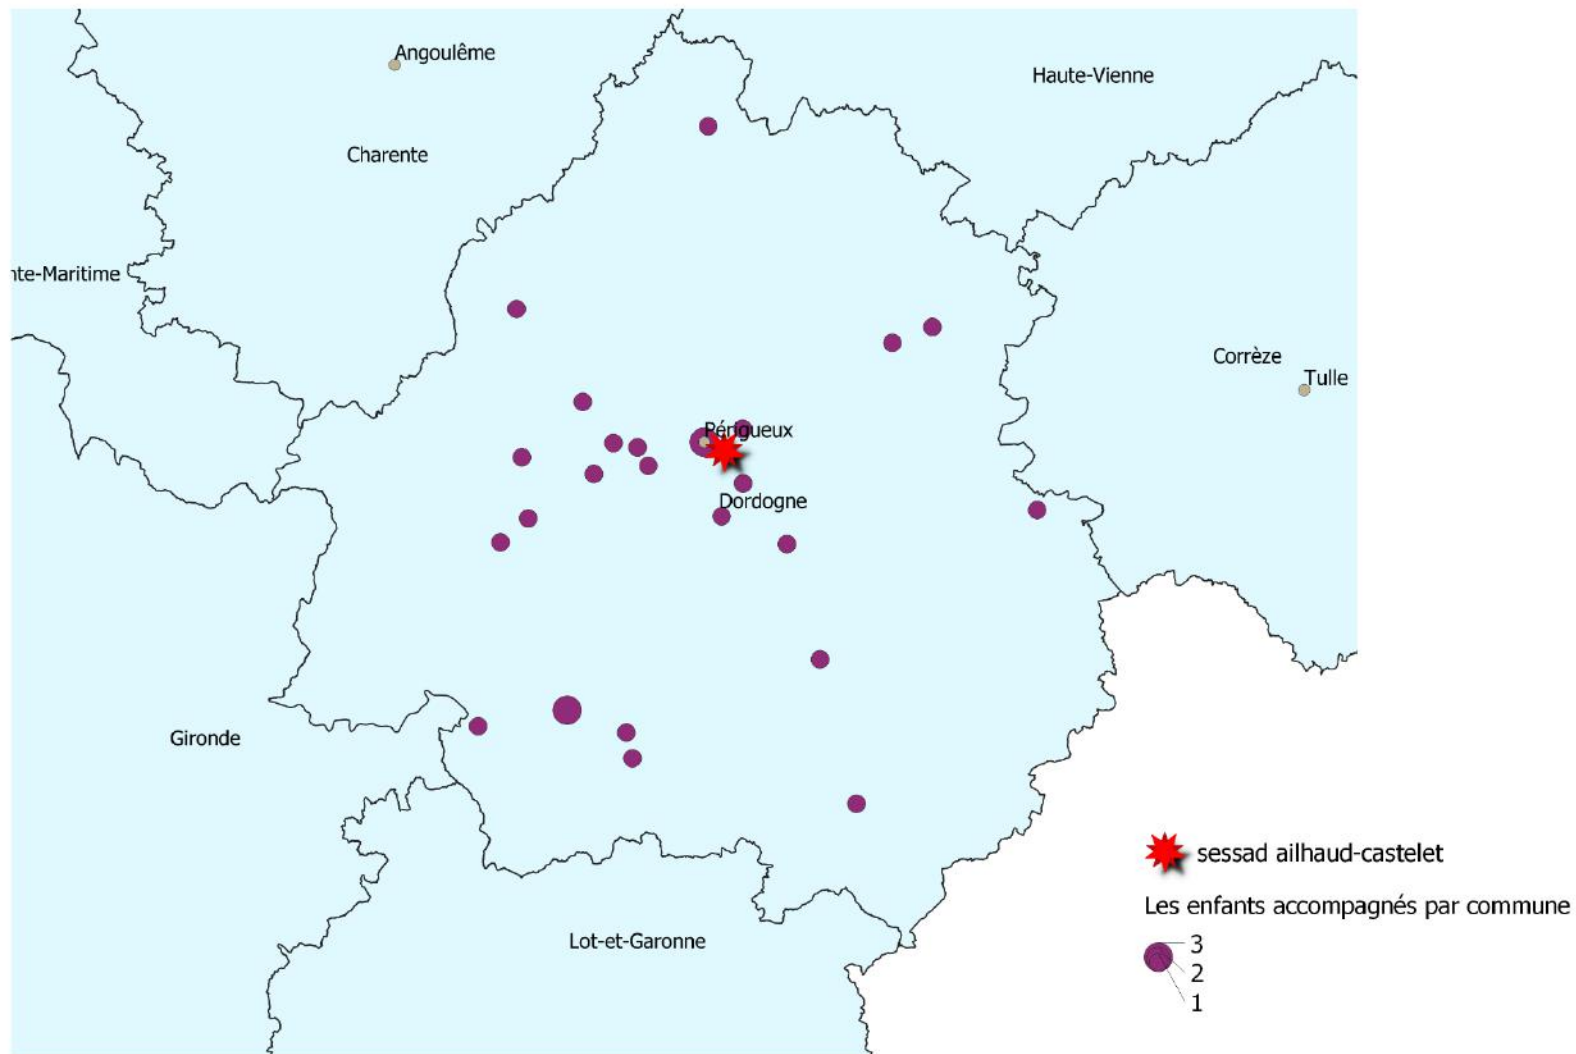 Angoulême
Haute-Vienne
Charente
nte-Maritime
Corrèze
Tulle
Périgueux
Dordogne
Gironde
Lot-et-Garonne
sessad ailhaud-castelet
Les enfants accompagnés par commune
3
2
1